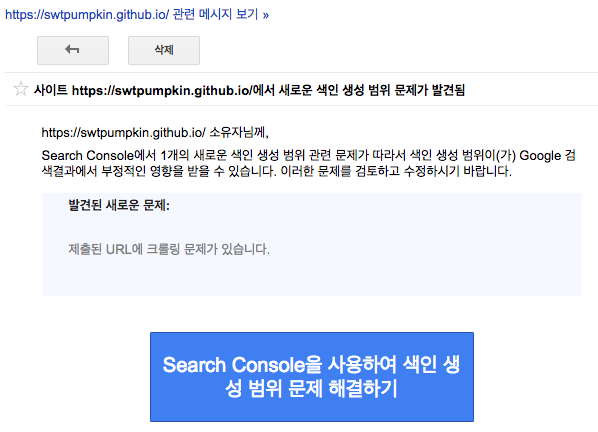 https://swtpumpkin.github.io/ 관련 메시지 보기 »
삭제
사이트 https://swtpumpkin.github.io/에서 새로운 색인 생성 범위 문제가 발견됨
https://swtpumpkin.github.io/ 소유자님께,
Search Console에서 1개의 새로운 색인 생성 범위 관련 문제가 따라서 색인 생성 범위이(가) Google 검
색결과에서 부정적인 영향을 받을 수 있습니다. 이러한 문제를 검토하고 수정하시기 바랍니다.
발견된 새로운 문제:
제출된 URL에 크롤링 문제가 있습니다.
Search Console을 사용하여 색인 생
성 범위 문제 해결하기